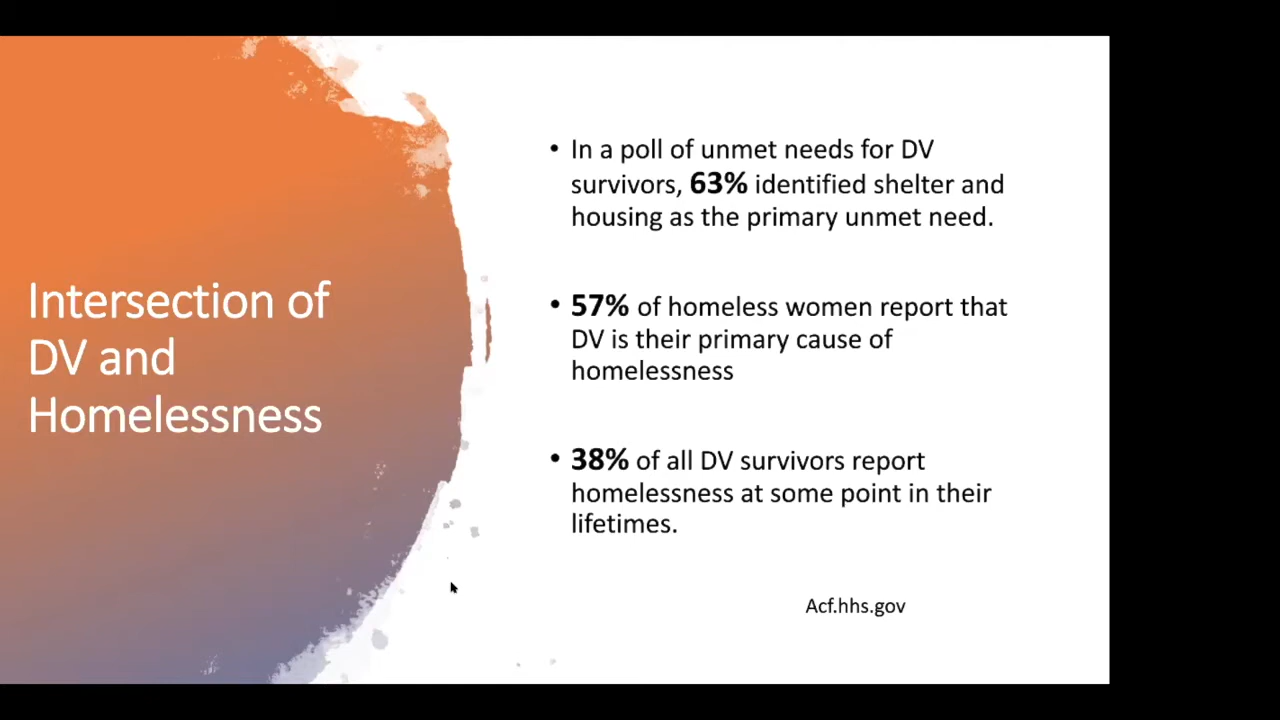 Intersection of
DV and
Homelessness
• In a poll of unmet needs for DV
survivors, 63% identified shelter and
housing as the primary unmet need.
• 57% of homeless women report that
DV is their primary cause of
homelessness
• 38% of all DV survivors report
homelessness at some point in their
lifetimes.
Acf.hhs.gov